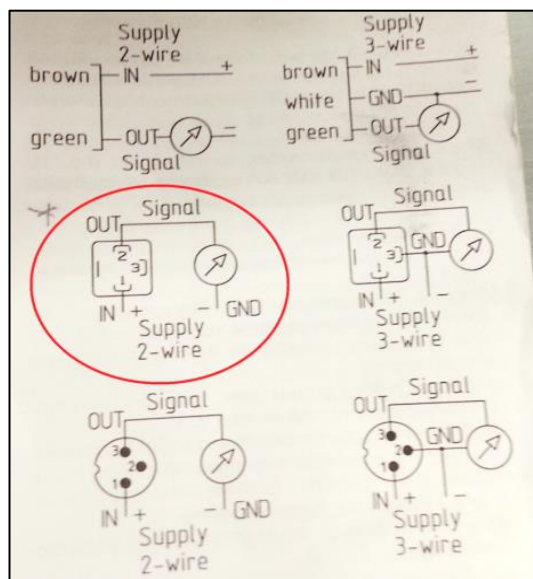 Supply
2-wire
brown IN +
green OUT –
Signal
Supply
3-wire
brown IN +
white GND –
green OUT
Signal
OUT Signal
2
3
1
IN + – GND
Supply
2-wire
OUT Signal
2
3 GND
1
IN + –
Supply
3-wire
OUT Signal
3
2
1
IN + – GND
Supply
2-wire
OUT Signal
3
2 GND
1
IN + –
Supply
3-wire